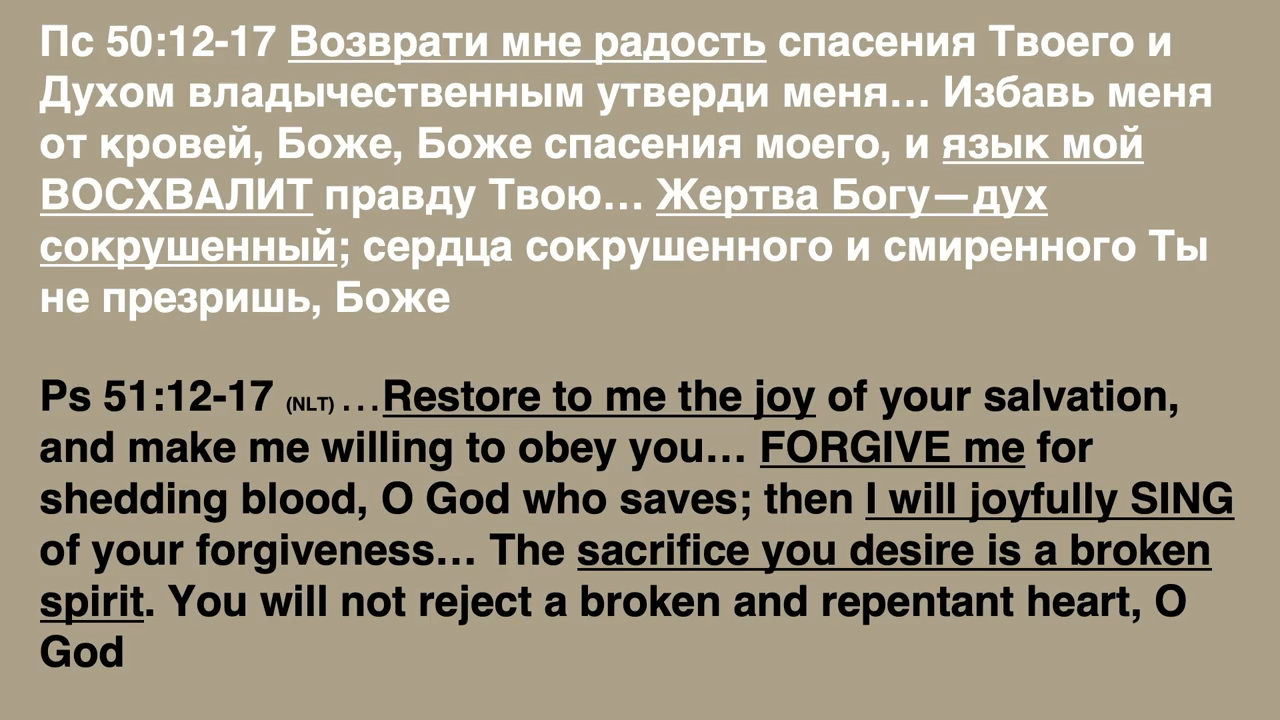 Пс 50:12-17 Возврати мне радость спасения Твоего и
Духом владычественным утверди меня… Избавь меня
от кровей, Боже, Боже спасения моего, и язык мой
ВОСХВАЛИТ правду Твою… Жертва Богу—дух
сокрушенный; сердца сокрушенного и смиренного Ты
не презришь, Боже
Ps 51:12-17 (NLT) …Restore to me the joy of your salvation,
and make me willing to obey you… FORGIVE me for
shedding blood, O God who saves; then I will joyfully SING
of your forgiveness… The sacrifice you desire is a broken
spirit. You will not reject a broken and repentant heart, O
God